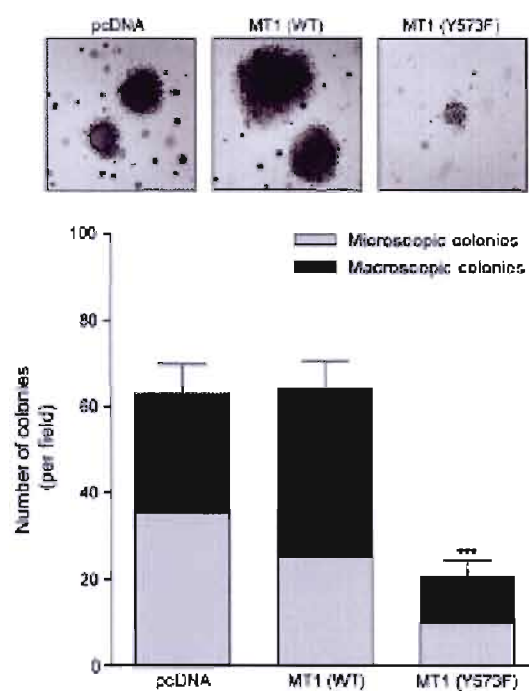 pcDNA MT1 (WT) MT1 (Y573F)
100
Microscopic colonies
Macroscopic colonies
80
60
40
20
0
Number of colonies
(per field)
***
pcDNA MT1 (WT) MT1 (Y573F)